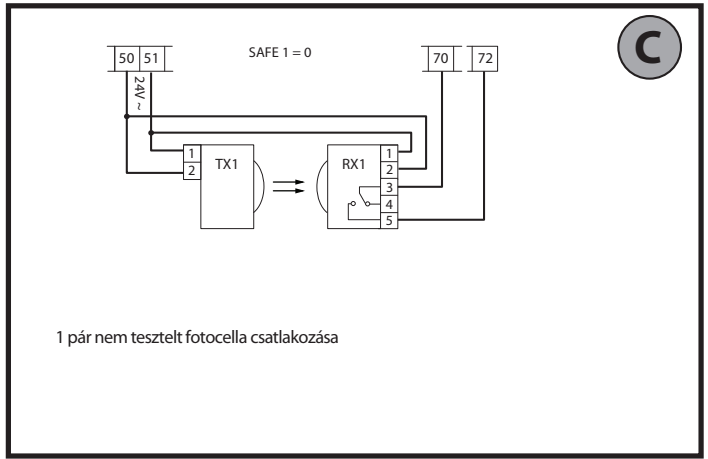 C
50 51 SAFE 1 = 0 70 72
24V ~
1 TX1 RX1 1
2 2
3
4
5
1 pár nem tesztelt fotocella csatlakozása